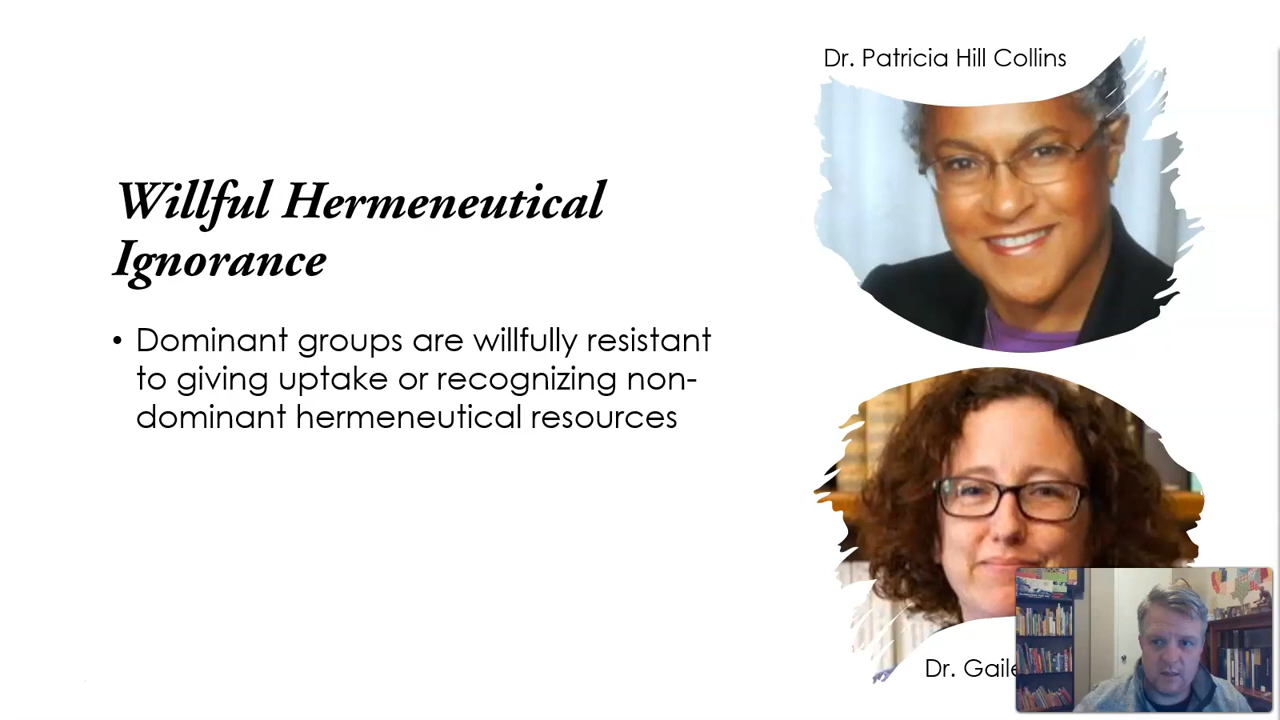 Dr. Patricia Hill Collins
Willful Hermeneutical
Ignorance
• Dominant groups are willfully resistant
to giving uptake or recognizing non-
dominant hermeneutical resources
Dr. Gaile